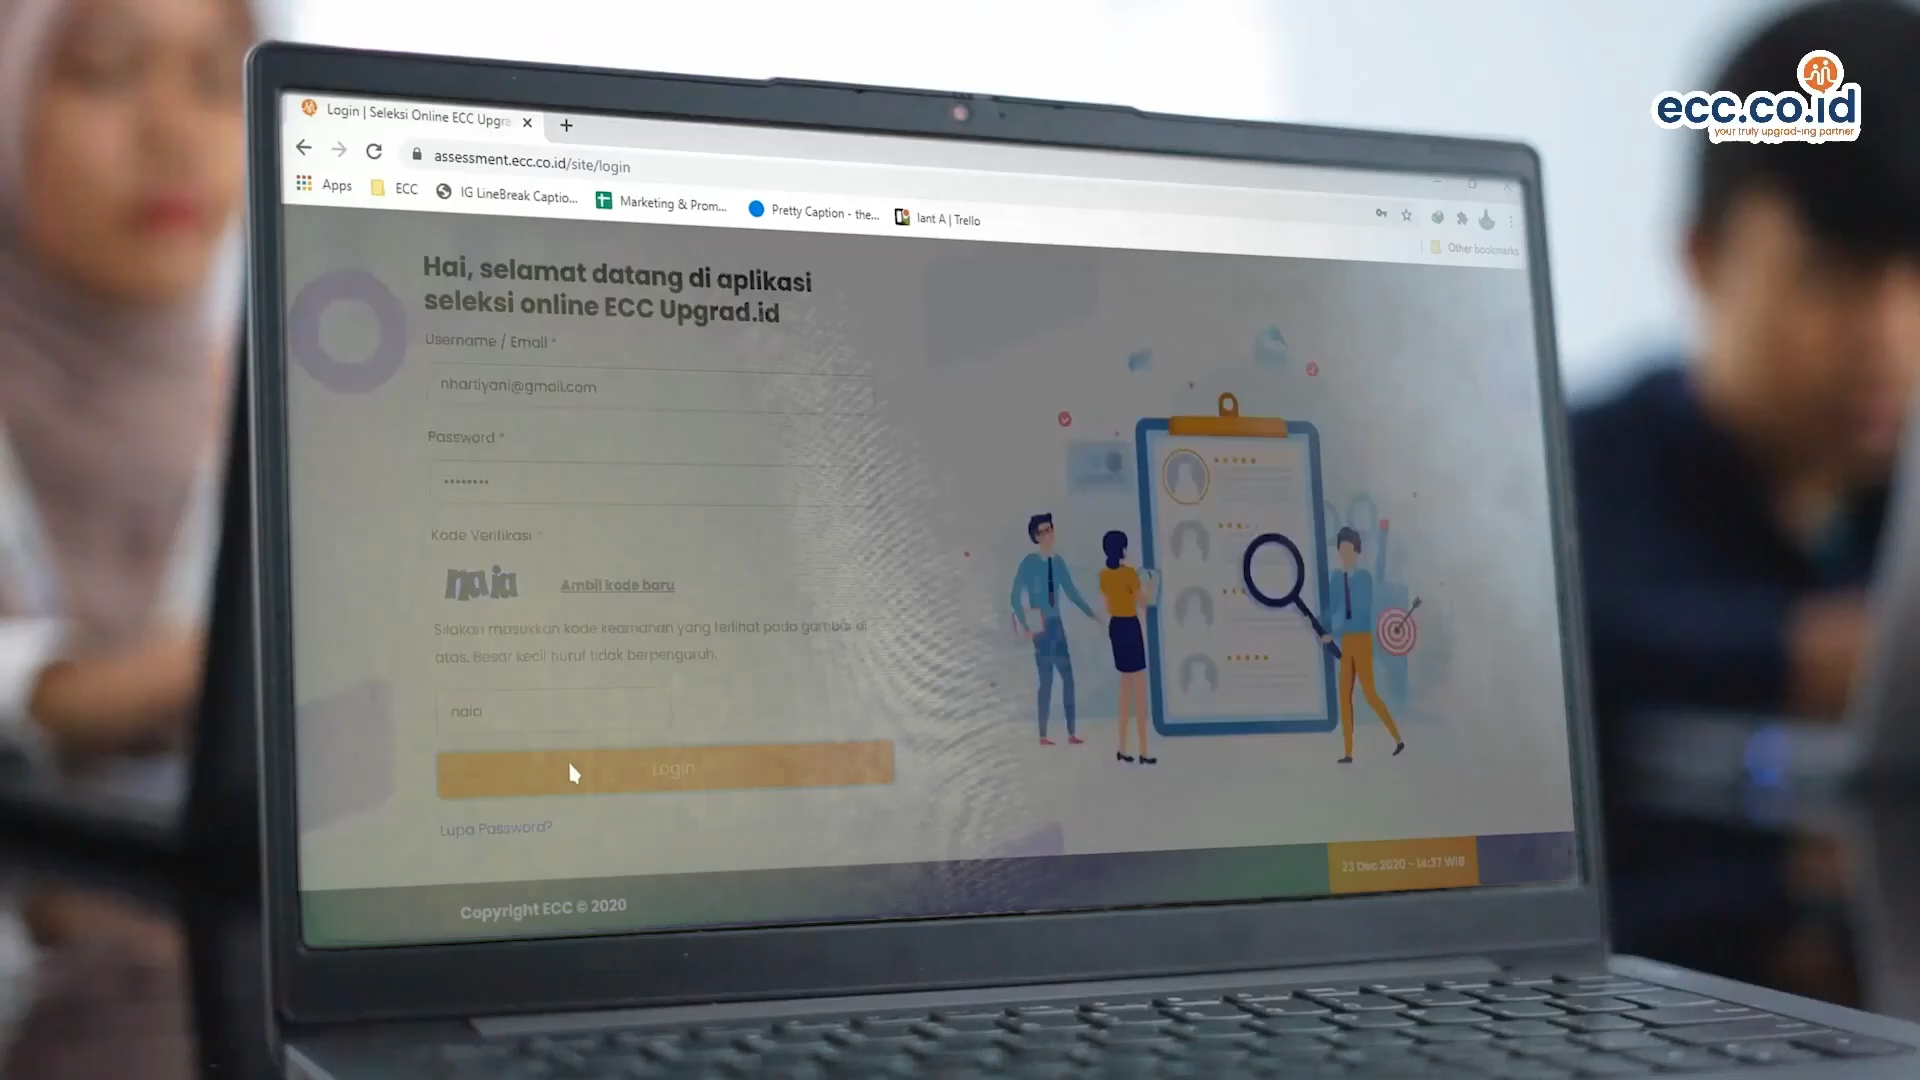 ecc.co.id
your truly upgrad-ing partner
Login | Seleksi Online ECC Upgra
assessment.ecc.co.id/site/login
Apps
ECC
IG LineBreak Captio...
Marketing & Prom...
Pretty Caption - the...
Iant A | Trello
Other bookmarks
Hai, selamat datang di aplikasi
seleksi online ECC Upgrad.id
Username / Email *
nhartiyani@gmail.com
Password *
••••••••
Kode Verifikasi *
naia
Ambil kode baru
Silakan masukkan kode keamanan yang terlihat pada gambar di
atas. Besar kecil huruf tidak berpengaruh.
naia
Login
Lupa Password?
23 Dec 2020 - 14:37 WIB
Copyright ECC © 2020